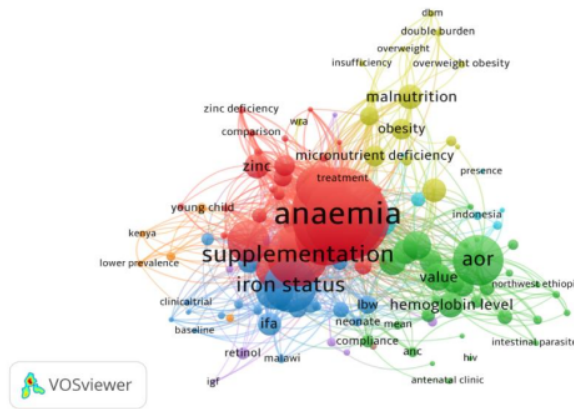 dbm
double burden
overweight
insufficiency
overweight obesity
malnutrition
zinc deficiency
wra
comparison
obesity
zinc
micronutrient deficiency
presence
treatment
young child
anaemia
indonesia
kenya
supplementation
aor
lower prevalence
iron status
value
northwest ethiopi
clinicaltrial
lbw
hemoglobin level
baseline
ifa
neonate
mean
compliance
intestinal parasite
retinol
malawi
anc
hiv
igf
antenatal clinic
VOSviewer